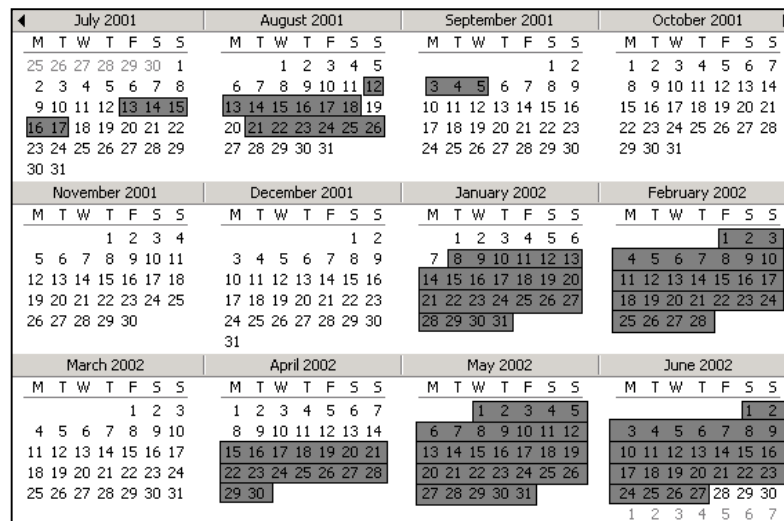 July 2001 August 2001 September 2001 October 2001
M T W T F S S M T W T F S S M T W T F S S M T W T F S S
25 26 27 28 29 30 1 1 2 3 4 5 1 2 1 2 3 4 5 6 7
2 3 4 5 6 7 8 6 7 8 9 10 11 12 3 4 5 6 7 8 9 8 9 10 11 12 13 14
9 10 11 12 13 14 15 13 14 15 16 17 18 19 10 11 12 13 14 15 16 15 16 17 18 19 20 21
16 17 18 19 20 21 22 20 21 22 23 24 25 26 17 18 19 20 21 22 23 22 23 24 25 26 27 28
23 24 25 26 27 28 29 27 28 29 30 31 24 25 26 27 28 29 30 29 30 31
30 31
November 2001 December 2001 January 2002 February 2002
M T W T F S S M T W T F S S M T W T F S S M T W T F S S
1 2 3 4 1 2 1 2 3 4 5 6 1 2 3
5 6 7 8 9 10 11 3 4 5 6 7 8 9 7 8 9 10 11 12 13 4 5 6 7 8 9 10
12 13 14 15 16 17 18 10 11 12 13 14 15 16 14 15 16 17 18 19 20 11 12 13 14 15 16 17
19 20 21 22 23 24 25 17 18 19 20 21 22 23 21 22 23 24 25 26 27 18 19 20 21 22 23 24
26 27 28 29 30 24 25 26 27 28 29 30 28 29 30 31 25 26 27 28
31
March 2002 April 2002 May 2002 June 2002
M T W T F S S M T W T F S S M T W T F S S M T W T F S S
1 2 3 1 2 3 4 5 6 7 1 2 3 4 5 1 2
4 5 6 7 8 9 10 8 9 10 11 12 13 14 6 7 8 9 10 11 12 3 4 5 6 7 8 9
11 12 13 14 15 16 17 15 16 17 18 19 20 21 13 14 15 16 17 18 19 10 11 12 13 14 15 16
18 19 20 21 22 23 24 22 23 24 25 26 27 28 20 21 22 23 24 25 26 17 18 19 20 21 22 23
25 26 27 28 29 30 31 29 30 27 28 29 30 31 24 25 26 27 28 29 30
1 2 3 4 5 6 7